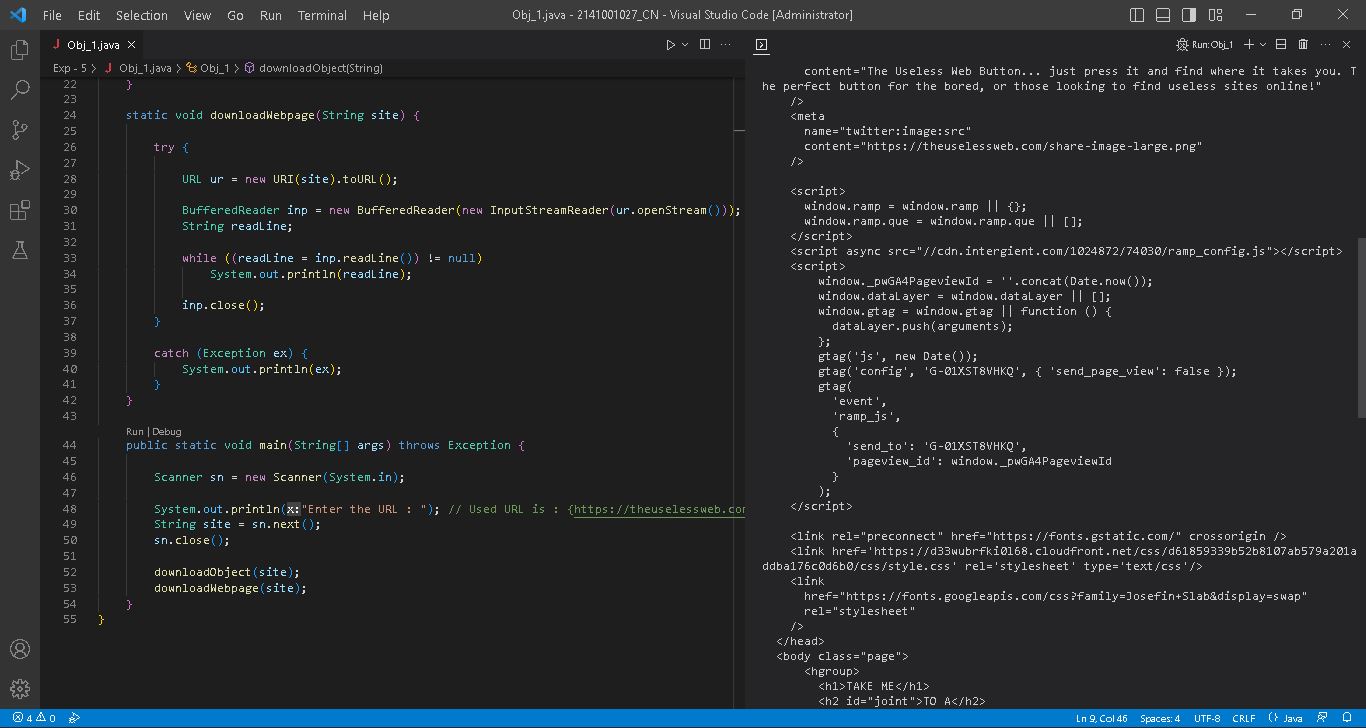 File Edit Selection View Go Run Terminal Help
Obj_1.java - 2141001027_CN - Visual Studio Code [Administrator]
J Obj_1.java
Exp - 5 > J Obj_1.java > Obj_1 > downloadObject(String)
22 }
23
24 static void downloadWebpage(String site) {
25
26 try {
27
28 URL ur = new URI(site).toURL();
29
30 BufferedReader inp = new BufferedReader(new InputStreamReader(ur.openStream()));
31 String readLine;
32
33 while ((readLine = inp.readLine()) != null)
34 System.out.println(readLine);
35
36 inp.close();
37 }
38
39 catch (Exception ex) {
40 System.out.println(ex);
41 }
42 }
43
Run | Debug
44 public static void main(String[] args) throws Exception {
45
46 Scanner sn = new Scanner(System.in);
47
48 System.out.println(x:"Enter the URL : "); // Used URL is : {https://theuselessweb.com
49 String site = sn.next();
50 sn.close();
51
52 downloadObject(site);
53 downloadWebpage(site);
54 }
55 }
Run: Obj_1
content="The Useless Web Button... just press it and find where it takes you. T
he perfect button for the bored, or those looking to find useless sites online!"
/>
<meta
name="twitter:image:src"
content="https://theuselessweb.com/share-image-large.png"
/>
<script>
window.ramp = window.ramp || {};
window.ramp.que = window.ramp.que || [];
</script>
<script async src="//cdn.intergient.com/1024872/74030/ramp_config.js"></script>
<script>
window._pwGA4PageviewId = ''.concat(Date.now());
window.dataLayer = window.dataLayer || [];
window.gtag = window.gtag || function () {
dataLayer.push(arguments);
};
gtag('js', new Date());
gtag('config', 'G-01XST8VHKQ', { 'send_page_view': false });
gtag(
'event',
'ramp_js',
{
'send_to': 'G-01XST8VHKQ',
'pageview_id': window._pwGA4PageviewId
}
);
</script>
<link rel="preconnect" href="https://fonts.gstatic.com/" crossorigin />
<link href='https://d33wubrfki0l68.cloudfront.net/css/d61859339b52b8107ab579a201a
ddba176c0d6b0/css/style.css' rel='stylesheet' type='text/css'/>
<link
href="https://fonts.googleapis.com/css?family=Josefin+Slab&display=swap"
rel="stylesheet"
/>
</head>
<body class="page">
<hgroup>
<h1>TAKE ME</h1>
<h2 id="joint">TO A</h2>
4 0
Ln 9, Col 46 Spaces: 4 UTF-8 CRLF {} Java